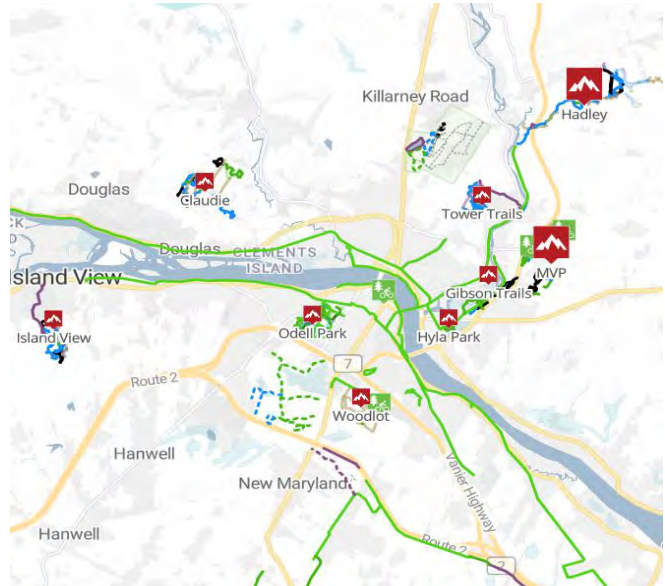 Killarney Road
Hadley
Douglas
Claudie
Tower Trails
Douglas
CLEMENTS
ISLAND
Island View
MVP
Gibson Trails
Island View
Odell Park
Hyla Park
7
Route 2
Woodlot
Hanwell
New Maryland
Vanier Highway
Hanwell
Route 2
2